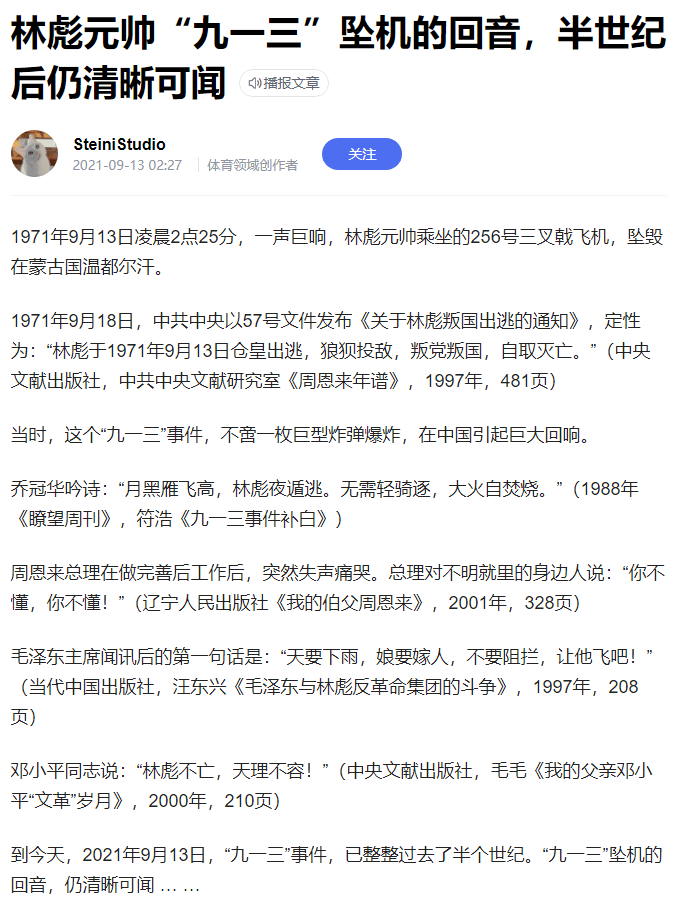 林彪元帅“九一三”坠机的回音，半世纪
后仍清晰可闻 播报文章
SteiniStudio
2021-09-13 02:27 体育领域创作者
关注
1971年9月13日凌晨2点25分，一声巨响，林彪元帅乘坐的256号三叉戟飞机，坠毁
在蒙古国温都尔汗。
1971年9月18日，中共中央以57号文件发布《关于林彪叛国出逃的通知》，定性
为：“林彪于1971年9月13日仓皇出逃，狼狈投敌，叛党叛国，自取灭亡。”（中央
文献出版社，中共中央文献研究室《周恩来年谱》，1997年，481页）
当时，这个“九一三”事件，不啻一枚巨型炸弹爆炸，在中国引起巨大回响。
乔冠华吟诗：“月黑雁飞高，林彪夜遁逃。无需轻骑逐，大火自焚烧。”（1988年
《瞭望周刊》，符浩《九一三事件补白》）
周恩来总理在做完善后工作后，突然失声痛哭。总理对不明就里的身边人说：“你不
懂，你不懂！”（辽宁人民出版社《我的伯父周恩来》，2001年，328页）
毛泽东主席闻讯后的第一句话是：“天要下雨，娘要嫁人，不要阻拦，让他飞吧！”
（当代中国出版社，汪东兴《毛泽东与林彪反革命集团的斗争》，1997年，208
页）
邓小平同志说：“林彪不亡，天理不容！”（中央文献出版社，毛毛《我的父亲邓小
平“文革”岁月》，2000年，210页）
到今天，2021年9月13日，“九一三”事件，已整整过去了半个世纪。“九一三”坠机的
回音，仍清晰可闻 … …